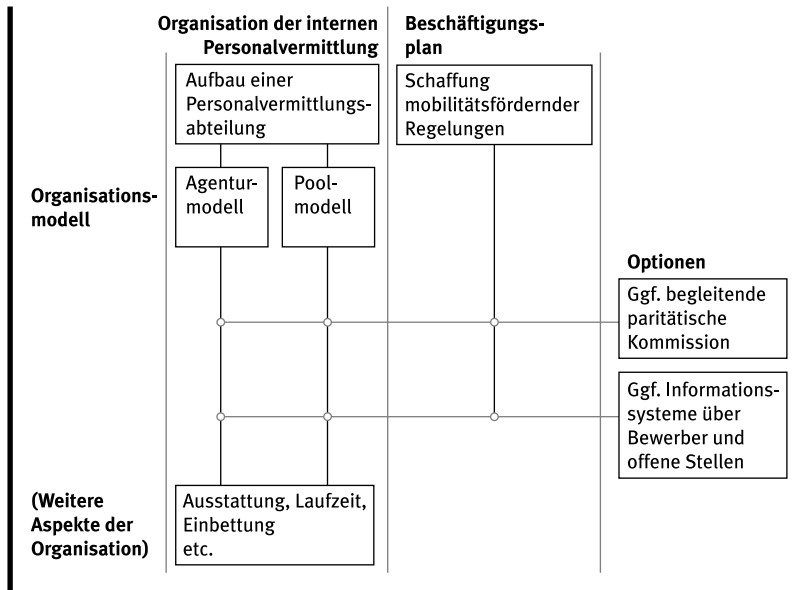 Organisation der internen
Personalvermittlung
Beschäftigungs-
plan
Aufbau einer
Personalvermittlungs-
abteilung
Schaffung
mobilitätsfördernder
Regelungen
Organisations-
modell
Agentur-
modell
Pool-
modell
Optionen
Ggf. begleitende
paritätische
Kommission
Ggf. Informations-
systeme über
Bewerber und
offene Stellen
(Weitere
Aspekte der
Organisation)
Ausstattung, Laufzeit,
Einbettung
etc.